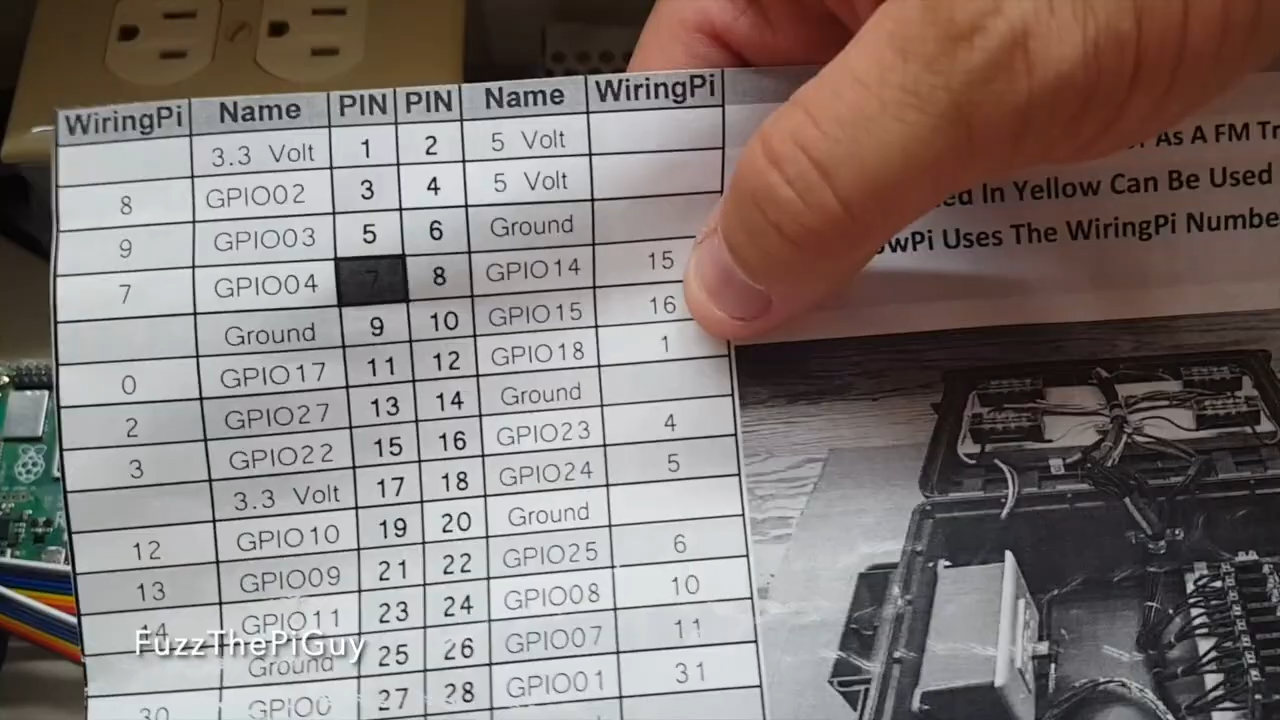 WiringPi Name PIN PIN Name WiringPi
3.3 Volt 1 2 5 Volt
8 GPIO02 3 4 5 Volt
9 GPIO03 5 6 Ground
7 GPIO04 7 8 GPIO14 15
Ground 9 10 GPIO15 16
0 GPIO17 11 12 GPIO18 1
2 GPIO27 13 14 Ground
3 GPIO22 15 16 GPIO23 4
3.3 Volt 17 18 GPIO24 5
12 GPIO10 19 20 Ground
13 GPIO09 21 22 GPIO25 6
14 GPIO11 23 24 GPIO08 10
Ground 25 26 GPIO07 11
30 GPIO0 27 28 GPIO01 31
As A FM
In Yellow Can Be Used
Pi Uses The WiringPi
FuzzThePiGuy